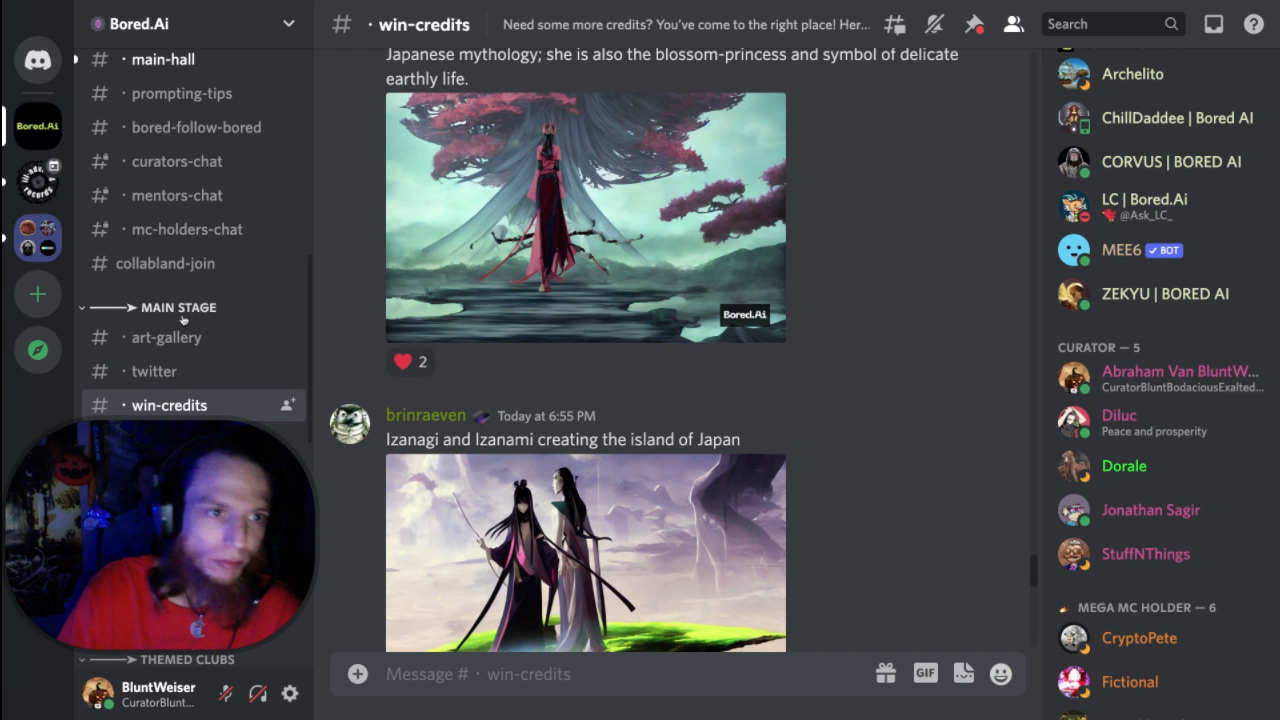 Bored.Ai
· main-hall
· prompting-tips
· bored-follow-bored
· curators-chat
· mentors-chat
· mc-holders-chat
collabland-join
MAIN STAGE
· art-gallery
· twitter
· win-credits
THEMED CLUBS
BluntWeiser
CuratorBlunt...
Bored.Ai
· win-credits
Need some more credits? You've come to the right place! Her...
Search
Japanese mythology; she is also the blossom-princess and symbol of delicate
earthly life.
Bored.Ai
2
brinraeven Today at 6:55 PM
Izanagi and Izanami creating the island of Japan
Message # · win-credits
GIF
Archelito
ChillDaddee | Bored AI
CORVUS | BORED AI
LC | Bored.Ai
@Ask_LC_
MEE6 BOT
ZEKYU | BORED AI
CURATOR — 5
Abraham Van BluntW...
CuratorBluntBodaciousExalted...
Diluc
Peace and prosperity
Dorale
Jonathan Sagir
StuffNThings
MEGA MC HOLDER — 6
CryptoPete
Fictional